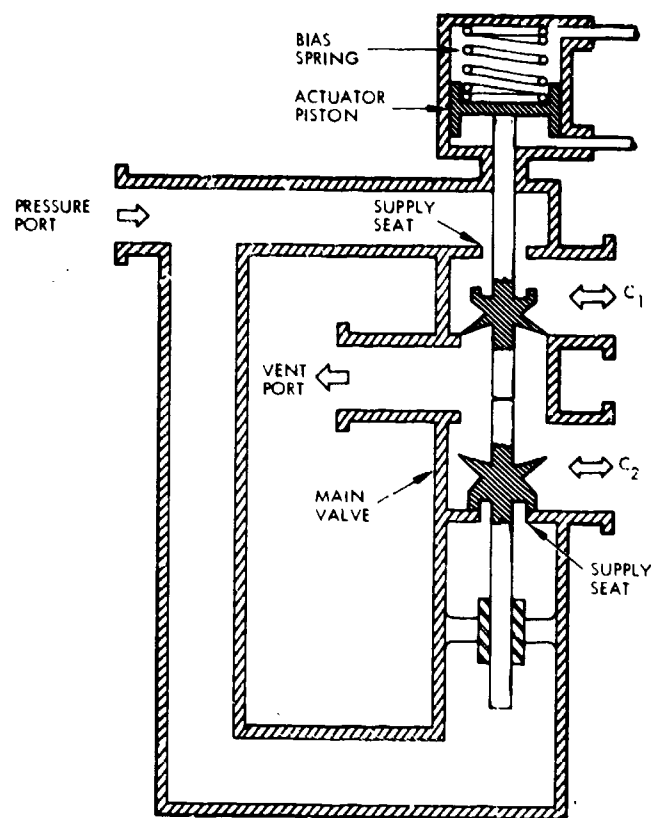 BIAS
SPRING
ACTUATOR
PISTON
PRESSURE
PORT
SUPPLY
SEAT
C1
VENT
PORT
MAIN
VALVE
C2
SUPPLY
SEAT